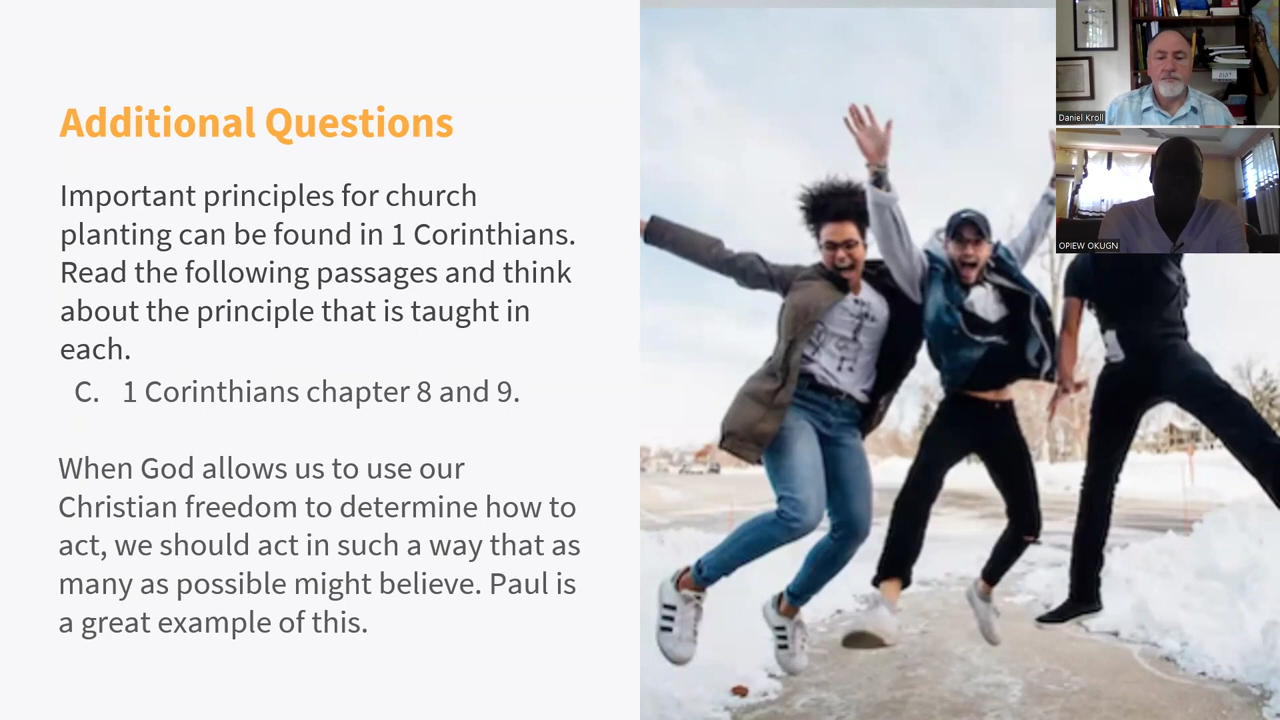 Additional Questions
Important principles for church
planting can be found in 1 Corinthians.
Read the following passages and think
about the principle that is taught in
each.
C. 1 Corinthians chapter 8 and 9.
When God allows us to use our
Christian freedom to determine how to
act, we should act in such a way that as
many as possible might believe. Paul is
a great example of this.
Daniel Kroll
OPIEW OKUGN